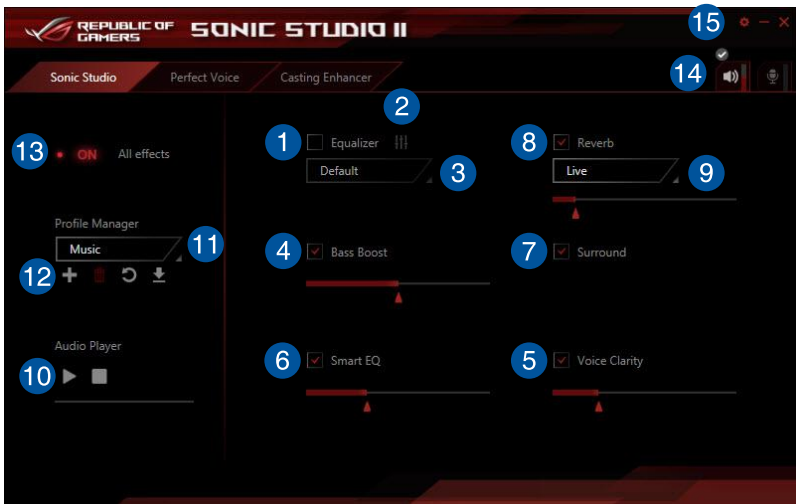 REPUBLIC OF
GAMERS
SONIC STUDIO II
15
Sonic Studio
Perfect Voice
Casting Enhancer
14
2
13
ON
All effects
1
Equalizer
8
Reverb
Default
3
Live
9
Profile Manager
Music
11
12
4
Bass Boost
7
Surround
Audio Player
10
6
Smart EQ
5
Voice Clarity